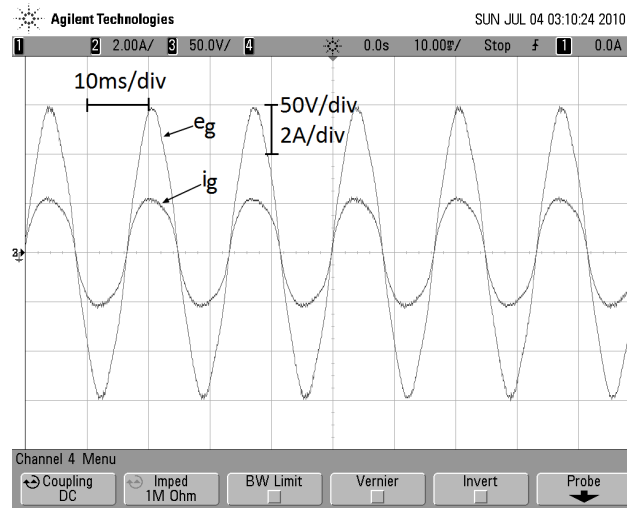 Agilent Technologies
SUN JUL 04 03:10:24 2010
1 2 2.00A/ 3 50.0V/ 4 0.0s 10.00ms/ Stop 1 0.0A
10ms/div
50V/div
2A/div
eg
ig
Channel 4 Menu
Coupling
DC
Imped
1M Ohm
BW Limit
Vernier
Invert
Probe